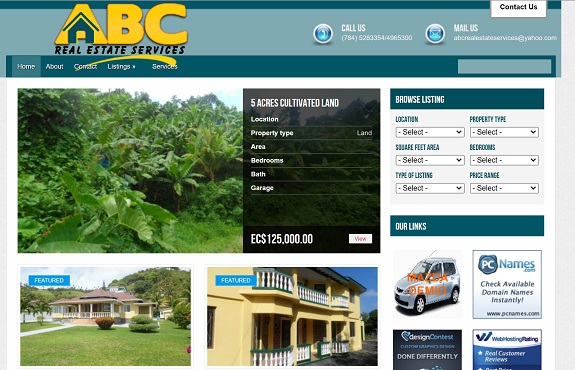 Contact Us
ABC
REAL ESTATE SERVICES
CALL US
(784) 5283354/4965300
MAIL US
abcrealestateservices@yahoo.com
Home About Contact Listings » Services
5 ACRES CULTIVATED LAND
Location
Property type Land
Area
Bedrooms
Bath
Garage
EC$125,000.00 View
BROWSE LISTING
LOCATION PROPERTY TYPE
- Select - - Select -
SQUARE FEET AREA BEDROOMS
- Select - - Select -
TYPE OF LISTING PRICE RANGE
- Select - - Select -
OUR LINKS
FEATURED FEATURED
MAZDA
DEMIO
PC Names.com
Check Available
Domain Names
Instantly!
www.pcnames.com
designContest
CUSTOM GRAPHICS DESIGN
DONE DIFFERENTLY
WebHostingRating
Real Customer
Reviews